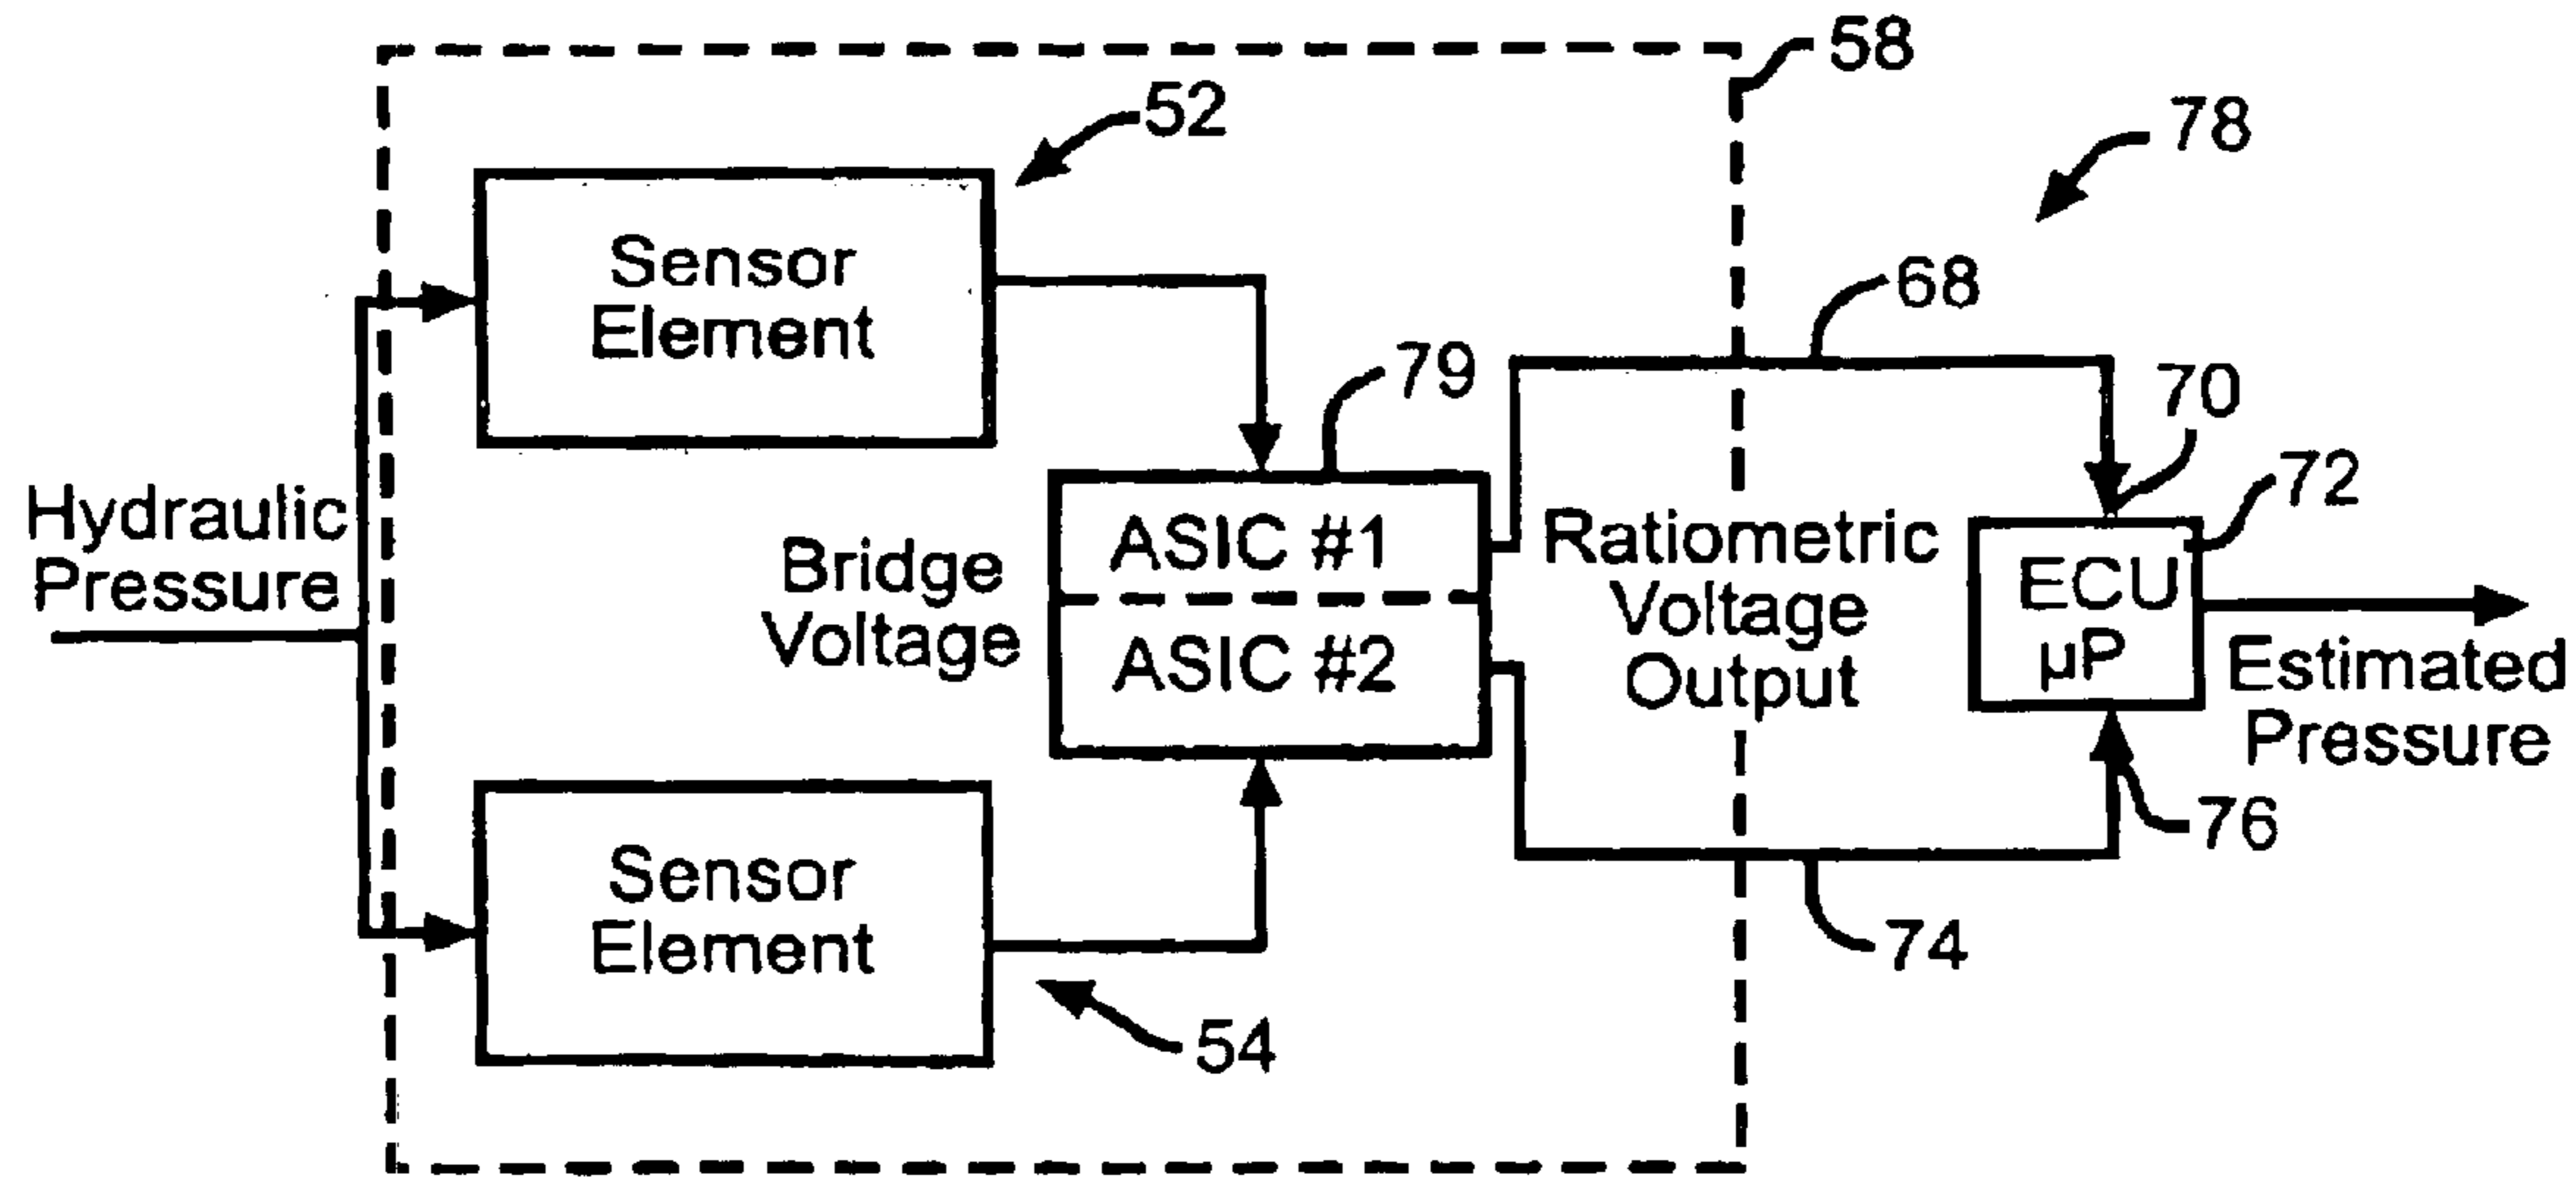 58
52
78
Sensor
Element
68
79
70
72
Hydraulic
Pressure
Bridge
Voltage
ASIC #1
ASIC #2
Ratiometric
Voltage
Output
ECU
µP
Estimated
Pressure
76
Sensor
Element
74
54